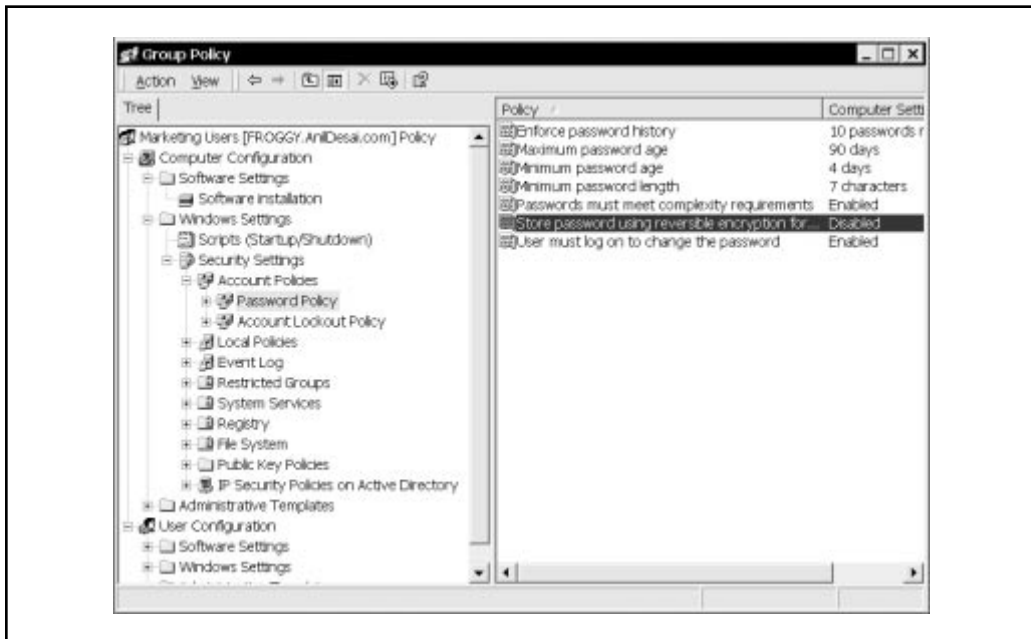 Group Policy
Action View
Tree
Marketing Users [FROGGY.AnilDesai.com] Policy
Computer Configuration
Software Settings
Software installation
Windows Settings
Scripts (Startup/Shutdown)
Security Settings
Account Policies
Password Policy
Account Lockout Policy
Local Policies
Event Log
Restricted Groups
System Services
Registry
File System
Public Key Policies
IP Security Policies on Active Directory
Administrative Templates
User Configuration
Software Settings
Windows Settings
Policy Computer Setti
Enforce password history 10 passwords r
Maximum password age 90 days
Minimum password age 4 days
Minimum password length 7 characters
Passwords must meet complexity requirements Enabled
Store password using reversible encryption for... Disabled
User must log on to change the password Enabled